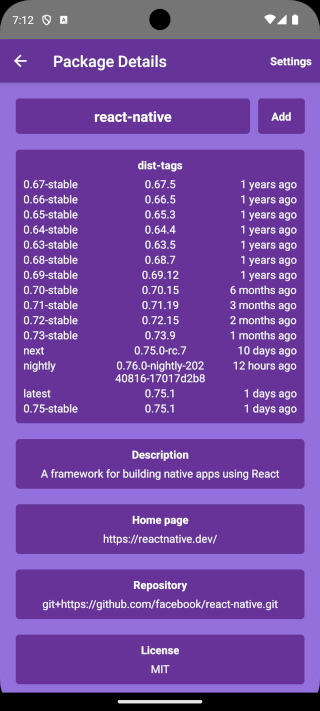 7:12
Package Details Settings
react-native Add
dist-tags
0.67-stable 0.67.5 1 years ago
0.66-stable 0.66.5 1 years ago
0.65-stable 0.65.3 1 years ago
0.64-stable 0.64.4 1 years ago
0.63-stable 0.63.5 1 years ago
0.68-stable 0.68.7 1 years ago
0.69-stable 0.69.12 1 years ago
0.70-stable 0.70.15 6 months ago
0.71-stable 0.71.19 3 months ago
0.72-stable 0.72.15 2 months ago
0.73-stable 0.73.9 1 months ago
next 0.75.0-rc.7 10 days ago
nightly 0.76.0-nightly-202 12 hours ago
40816-17017d2b8
latest 0.75.1 1 days ago
0.75-stable 0.75.1 1 days ago
Description
A framework for building native apps using React
Home page
https://reactnative.dev/
Repository
git+https://github.com/facebook/react-native.git
License
MIT